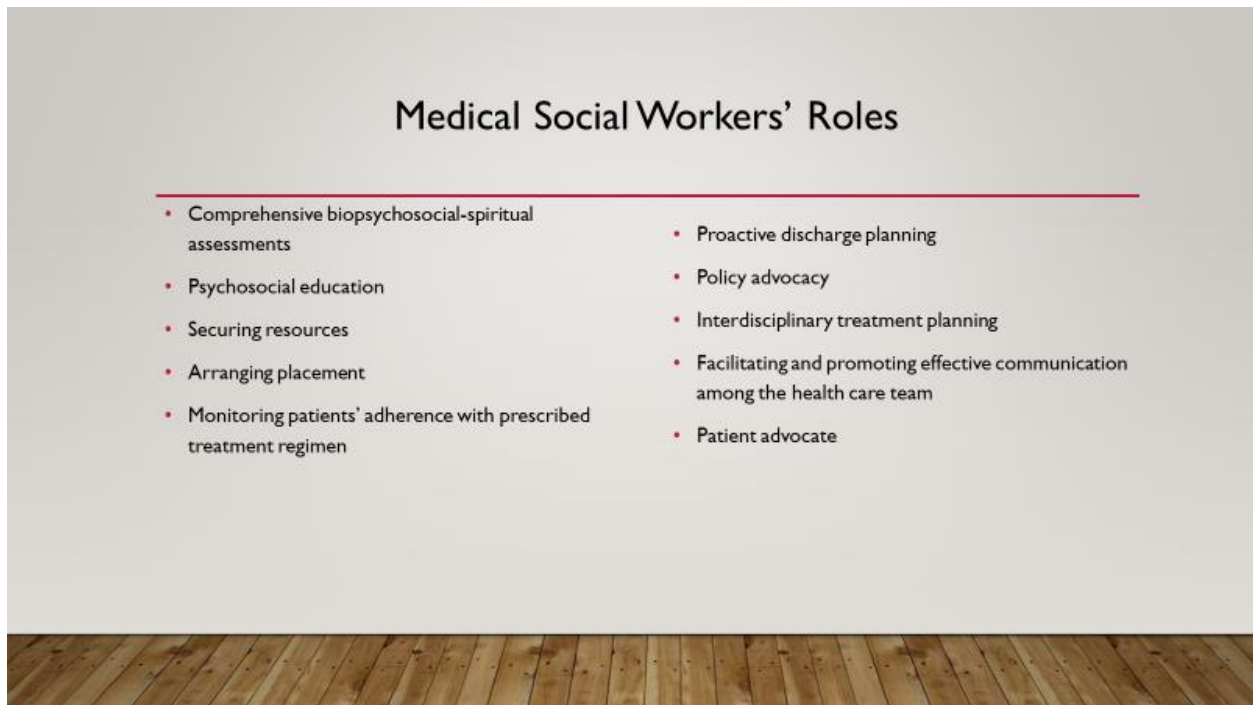 Medical Social Workers’ Roles
• Comprehensive biopsychosocial-spiritual
assessments
• Psychosocial education
• Securing resources
• Arranging placement
• Monitoring patients’ adherence with prescribed
treatment regimen
• Proactive discharge planning
• Policy advocacy
• Interdisciplinary treatment planning
• Facilitating and promoting effective communication
among the health care team
• Patient advocate